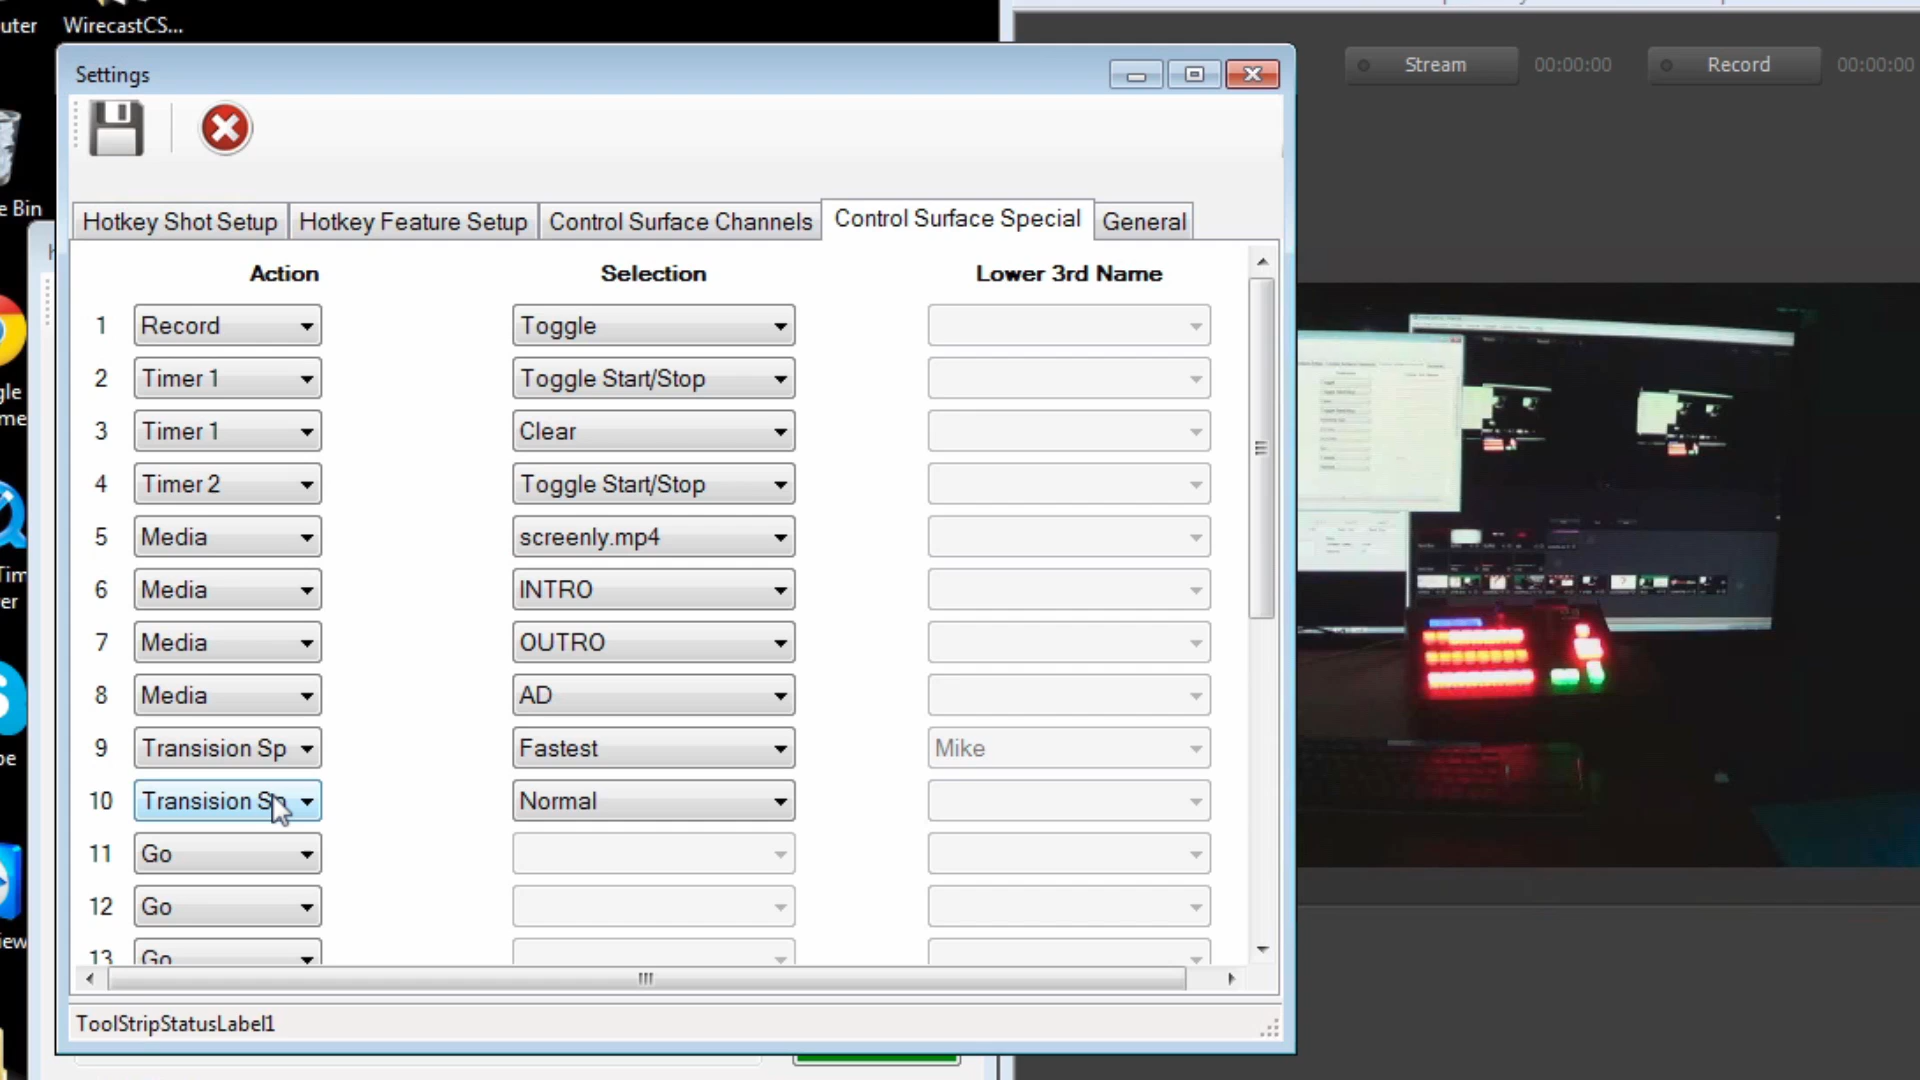 uter
WirecastCS...
Settings
Stream
00:00:00
Record
00:00:00
e Bin
Hotkey Shot Setup
Hotkey Feature Setup
Control Surface Channels
Control Surface Special
General
Action
Selection
Lower 3rd Name
1 Record Toggle
2 Timer 1 Toggle Start/Stop
3 Timer 1 Clear
4 Timer 2 Toggle Start/Stop
5 Media screenly.mp4
6 Media INTRO
7 Media OUTRO
8 Media AD
9 Transision Sp Fastest Mike
10 Transision Sp Normal
11 Go
12 Go
13 Go
gle
me
Tim
er
pe
iew
ToolStripStatusLabel1